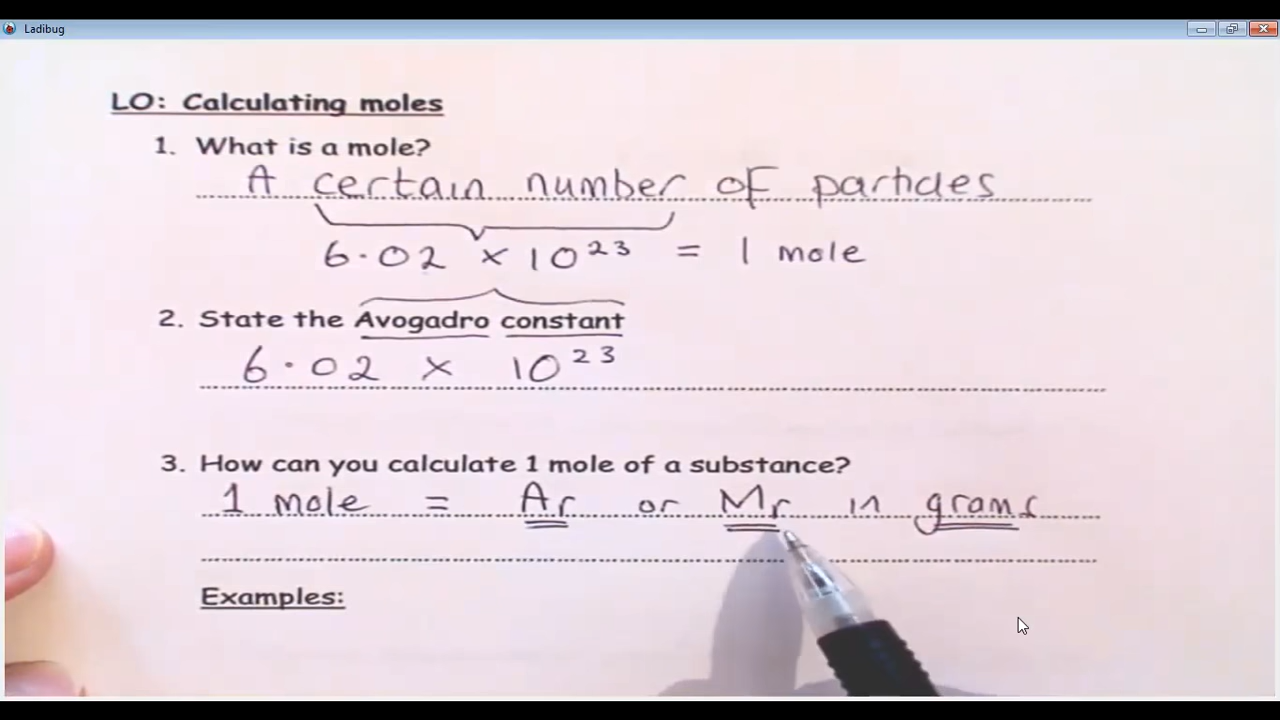 Ladibug
LO: Calculating moles
1. What is a mole?
A certain number of particles
6.02 × 10²³ = 1 mole
2. State the Avogadro constant
6.02 × 10²³
3. How can you calculate 1 mole of a substance?
1 mole = Ar or Mr in grams
Examples: